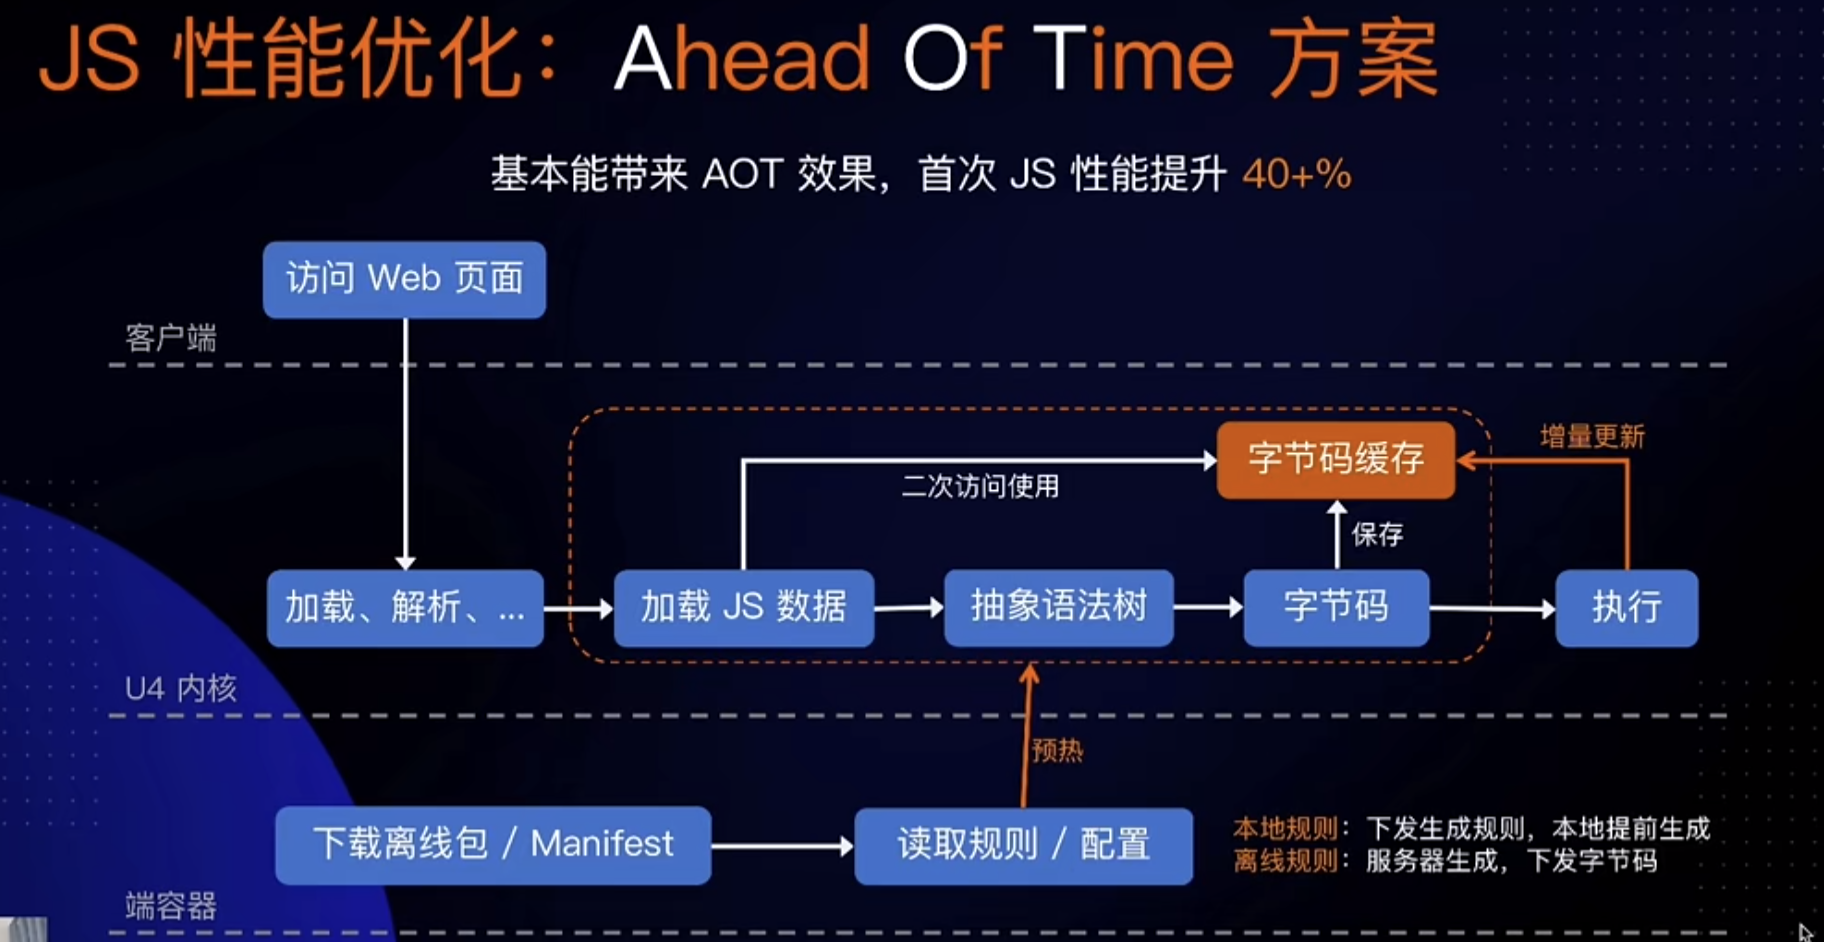 JS 性能优化：Ahead Of Time 方案
基本能带来 AOT 效果，首次 JS 性能提升 40+%
访问 Web 页面
客户端
字节码缓存
增量更新
二次访问使用
保存
加载、解析、...
加载 JS 数据
抽象语法树
字节码
执行
U4 内核
预热
下载离线包 / Manifest
读取规则 / 配置
本地规则：下发生成规则，本地提前生成
离线规则：服务器生成，下发字节码
端容器